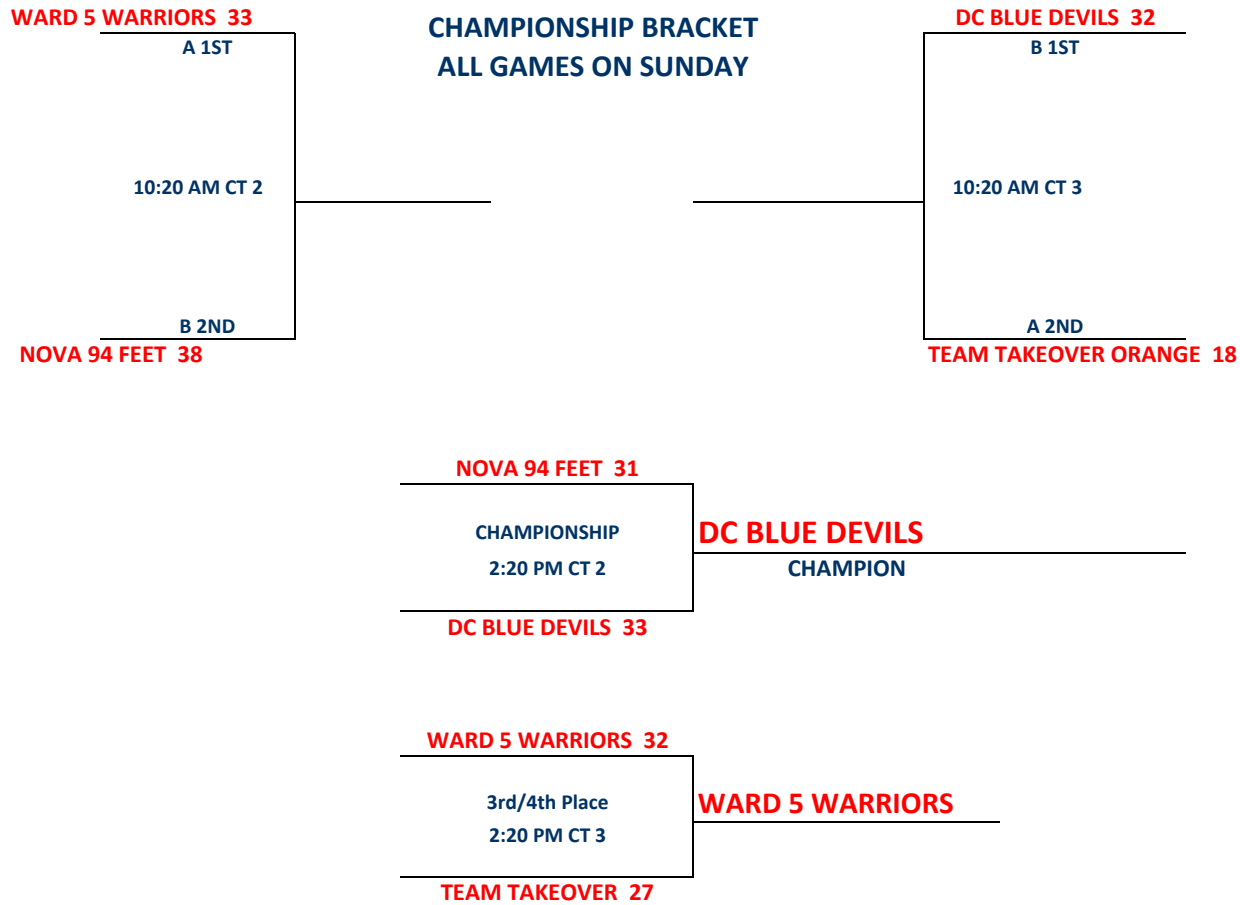 WARD 5 WARRIORS 33
A 1ST
CHAMPIONSHIP BRACKET
ALL GAMES ON SUNDAY
DC BLUE DEVILS 32
B 1ST
10:20 AM CT 2
10:20 AM CT 3
B 2ND
NOVA 94 FEET 38
A 2ND
TEAM TAKEOVER ORANGE 18
NOVA 94 FEET 31
CHAMPIONSHIP
2:20 PM CT 2
DC BLUE DEVILS
CHAMPION
DC BLUE DEVILS 33
WARD 5 WARRIORS 32
3rd/4th Place
2:20 PM CT 3
WARD 5 WARRIORS
TEAM TAKEOVER 27